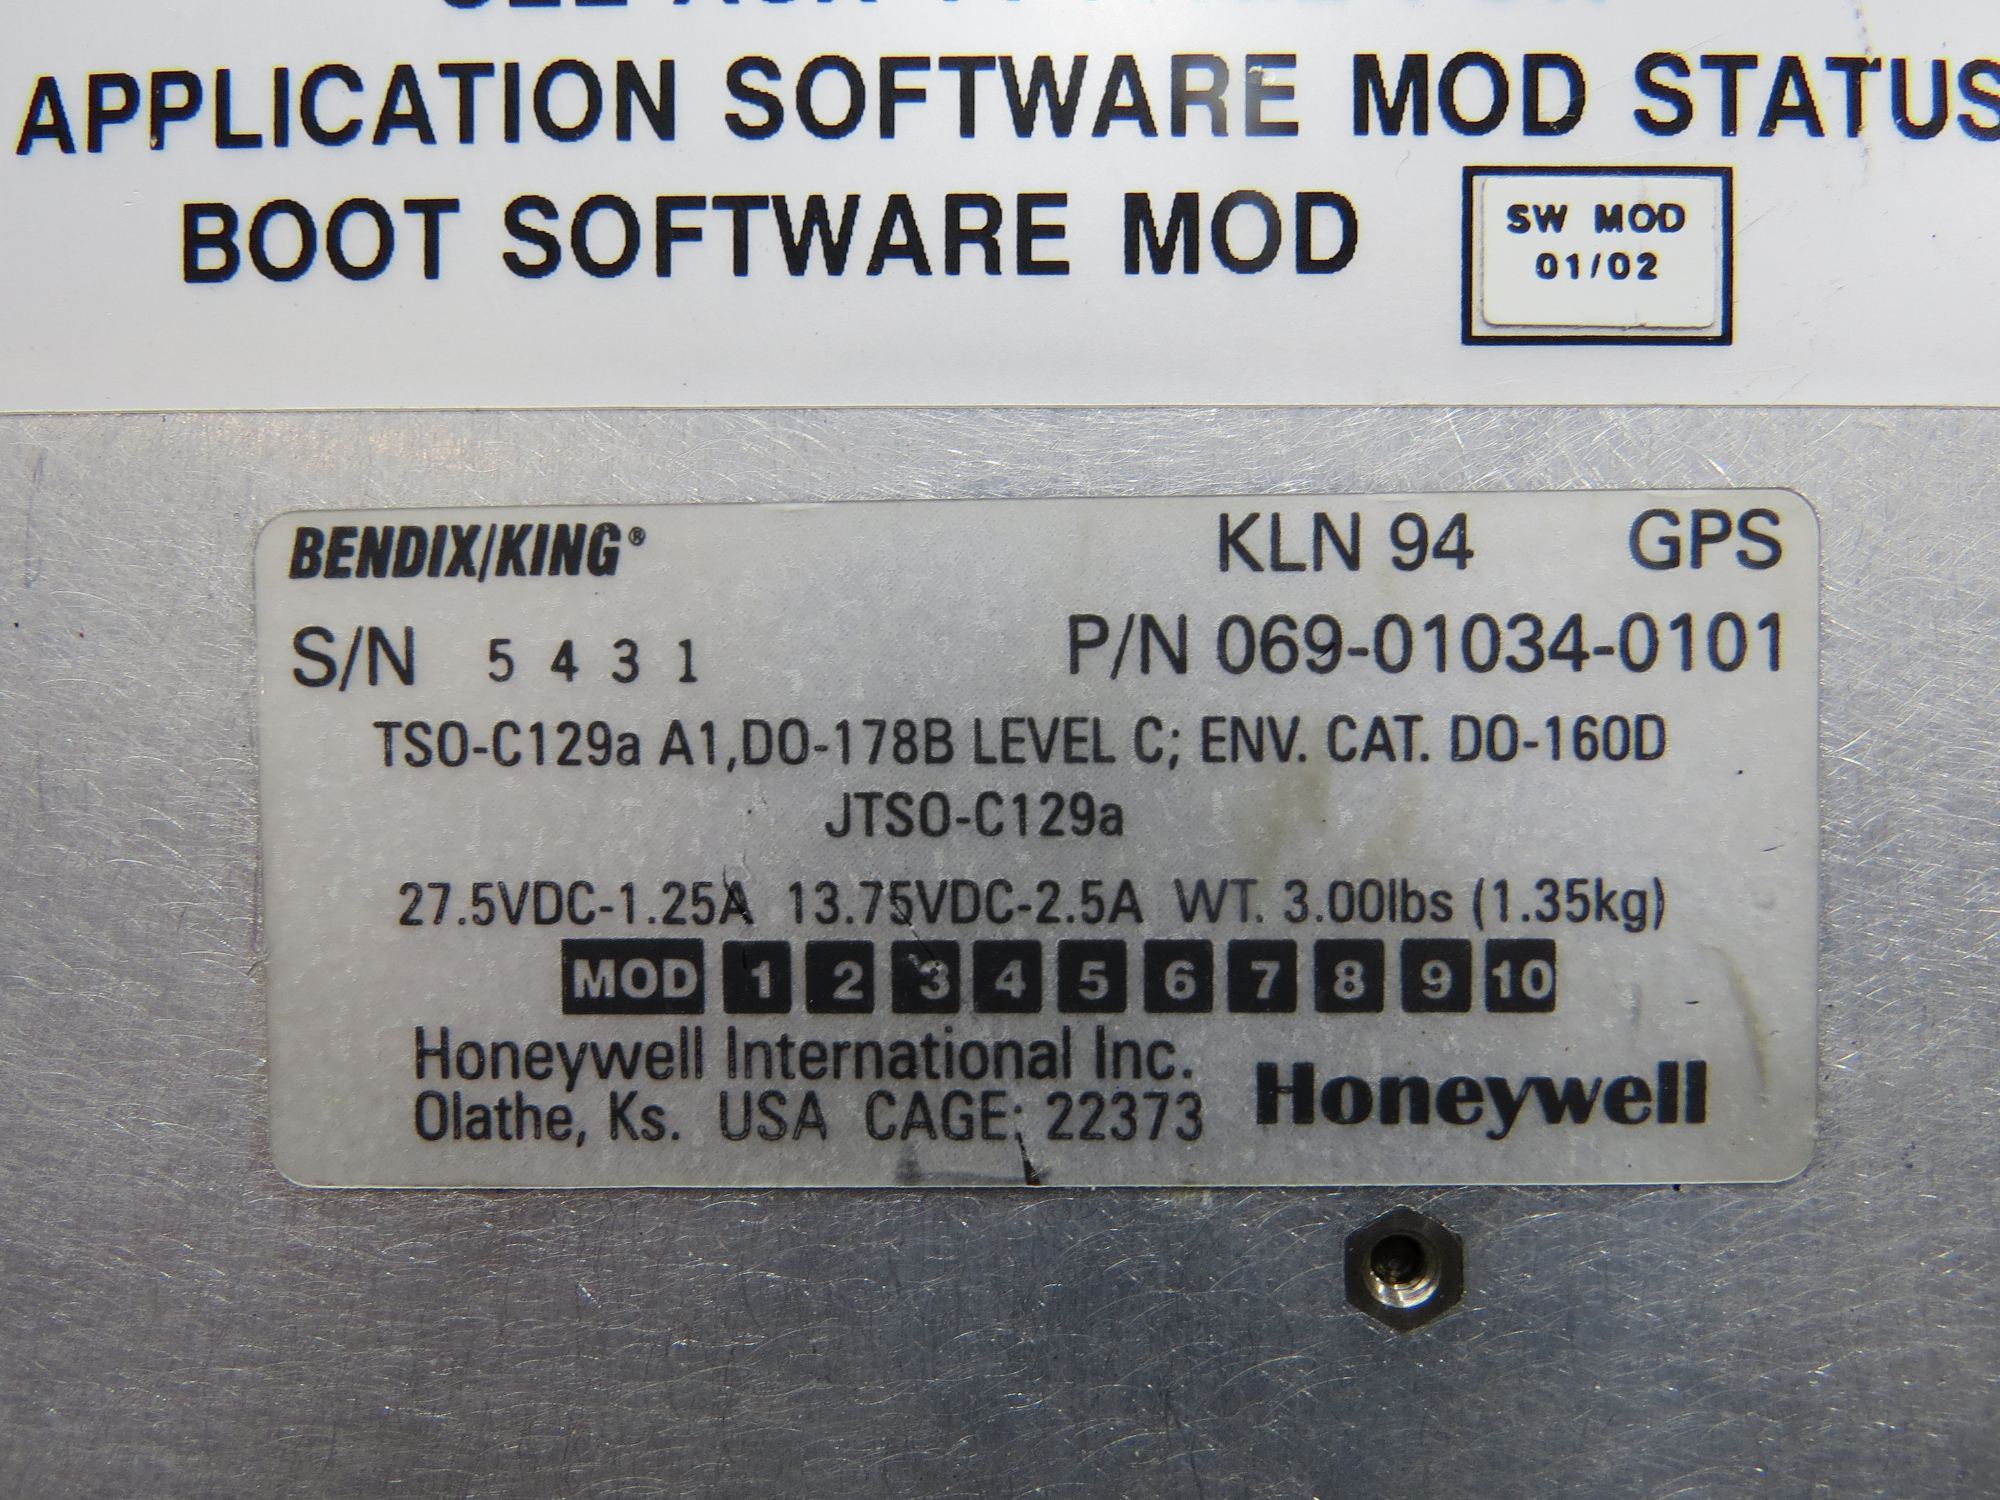 APPLICATION SOFTWARE MOD STATUS
BOOT SOFTWARE MOD
SW MOD
01/02
BENDIX/KING® KLN 94 GPS
S/N 5431 P/N 069-01034-0101
TSO-C129a A1,DO-178B LEVEL C; ENV. CAT. DO-160D
JTSO-C129a
27.5VDC-1.25A 13.75VDC-2.5A WT. 3.00lbs (1.35kg)
MOD 1 2 3 4 5 6 7 8 9 10
Honeywell International Inc.
Olathe, Ks. USA CAGE: 22373 Honeywell